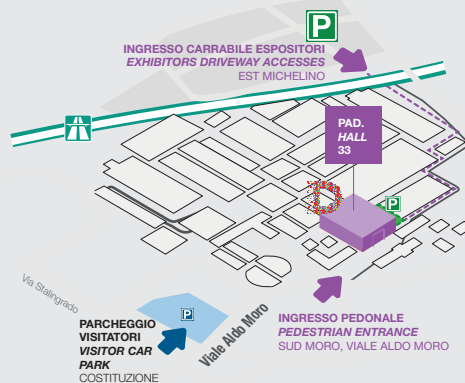 P
INGRESSO CARRABILE ESPOSITORI
EXHIBITORS DRIVEWAY ACCESSES
EST MICHELINO
PAD.
HALL
33
P
Via Stalingrado
P
PARCHEGGIO
VISITATORI
VISITOR CAR
PARK
COSTITUZIONE
Viale Aldo Moro
INGRESSO PEDONALE
PEDESTRIAN ENTRANCE
SUD MORO, VIALE ALDO MORO